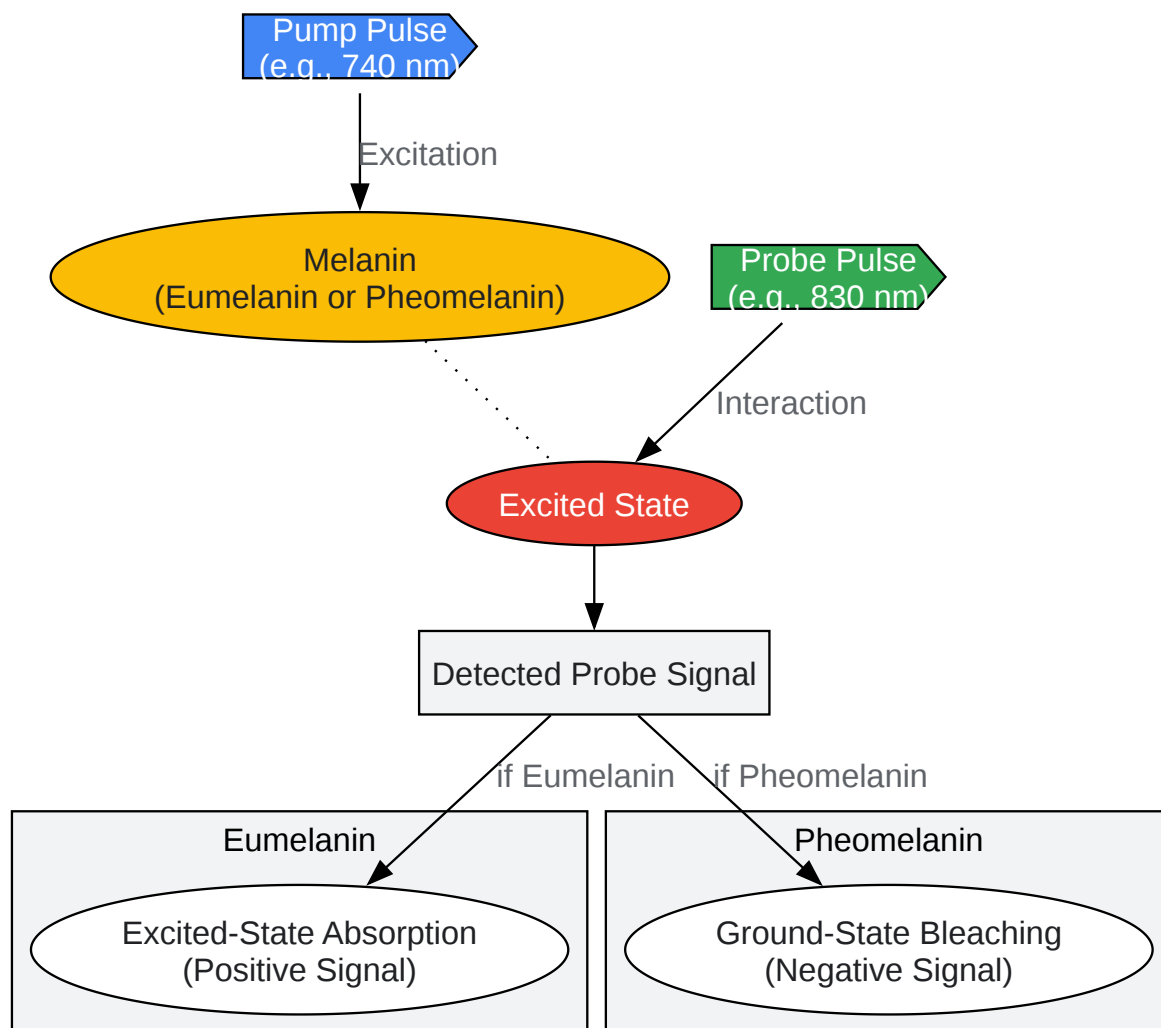 Pump Pulse
(e.g., 740 nm)
Excitation
Melanin
(Eumelanin or Pheomelanin)
Probe Pulse
(e.g., 830 nm)
Interaction
Excited State
Detected Probe Signal
if Eumelanin
if Pheomelanin
Eumelanin
Pheomelanin
Excited-State Absorption
(Positive Signal)
Ground-State Bleaching
(Negative Signal)